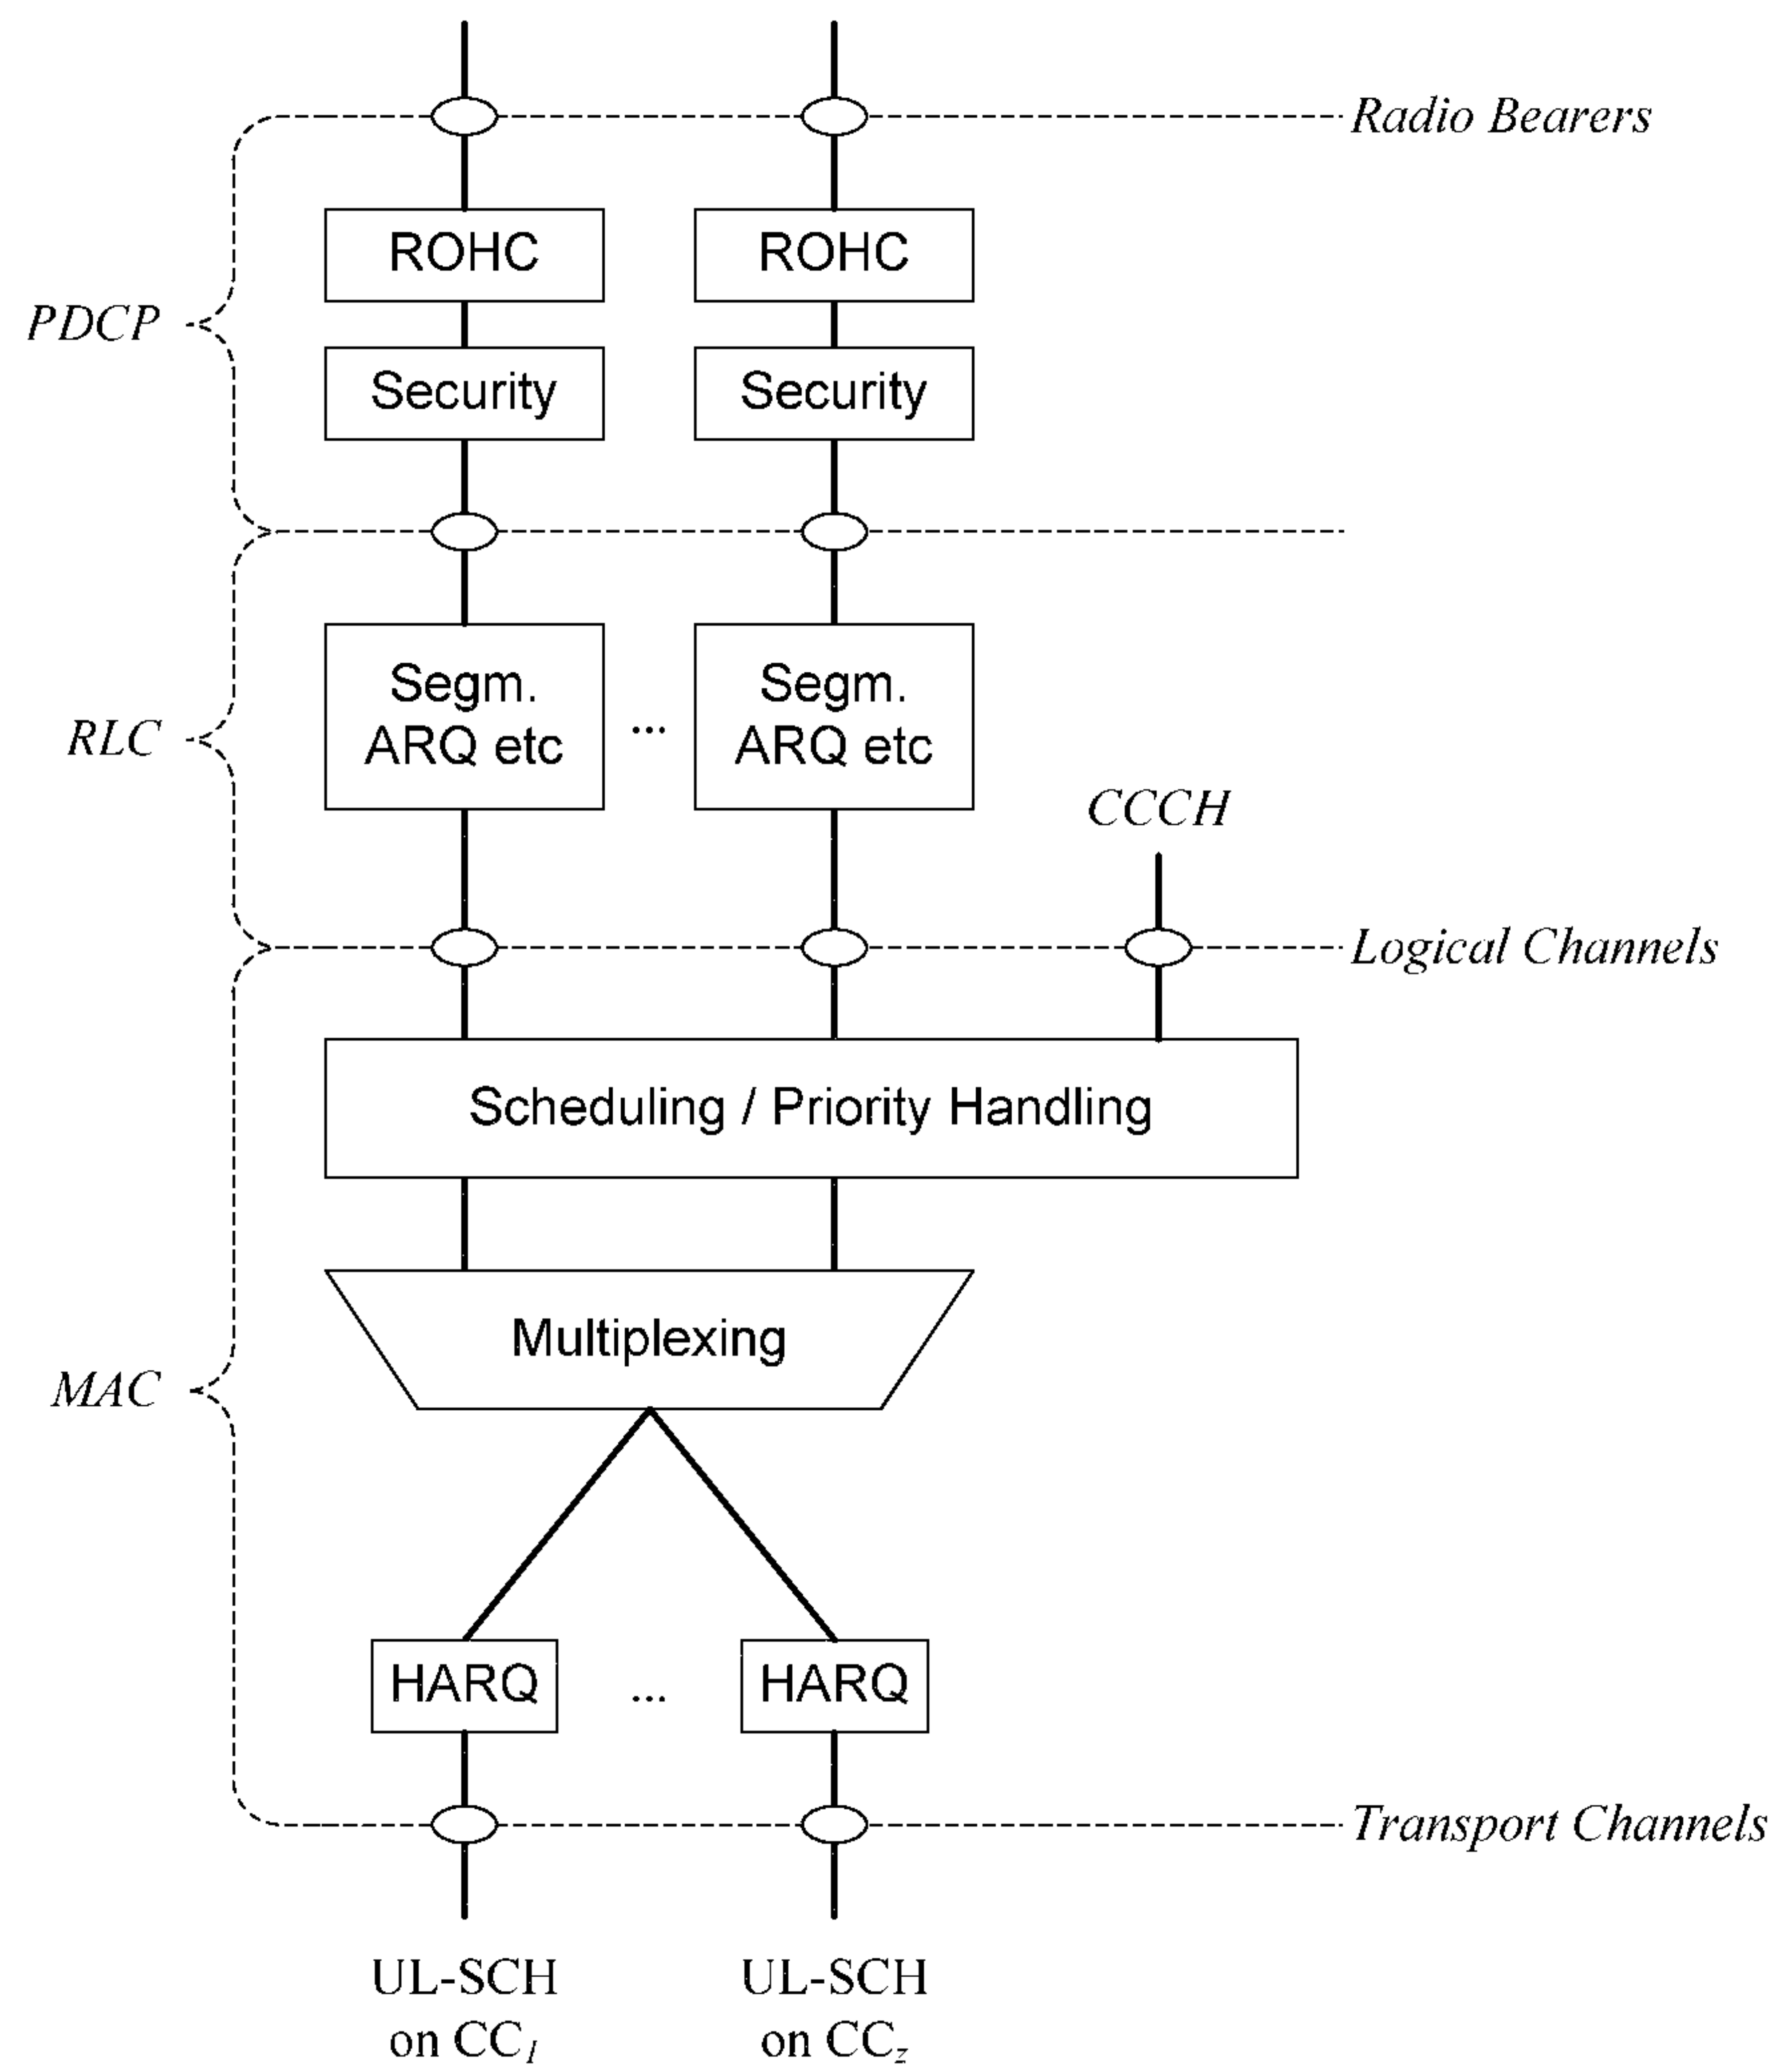 Radio Bearers
ROHC
ROHC
PDCP
Security
Security
Segm.
ARQ etc
...
Segm.
ARQ etc
RLC
CCCH
Logical Channels
Scheduling / Priority Handling
Multiplexing
MAC
HARQ
...
HARQ
Transport Channels
UL-SCH
on CC1
UL-SCH
on CCz